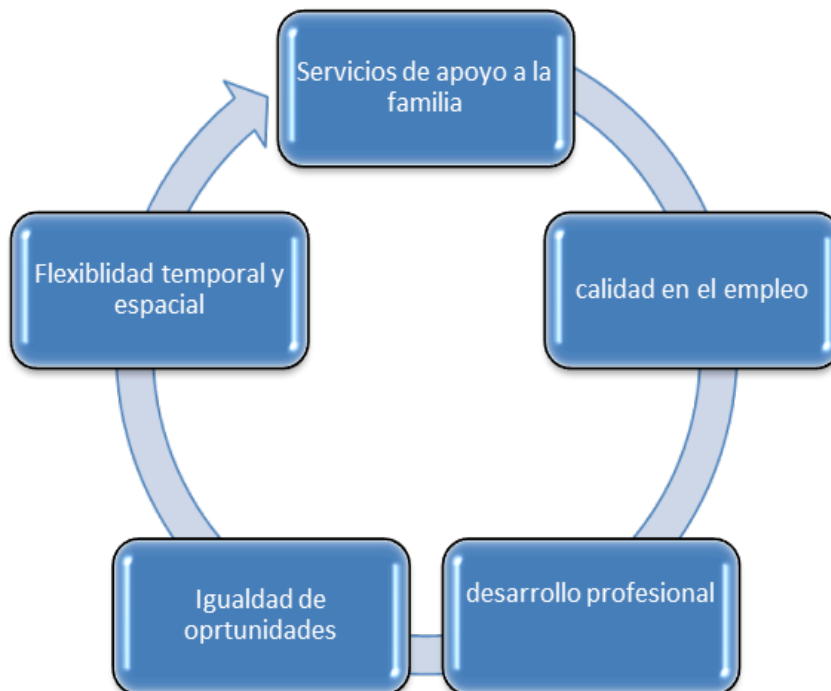 Servicios de apoyo a la
familia
calidad en el empleo
desarrollo profesional
Igualdad de
oprtunidades
Flexiblidad temporal y
espacial